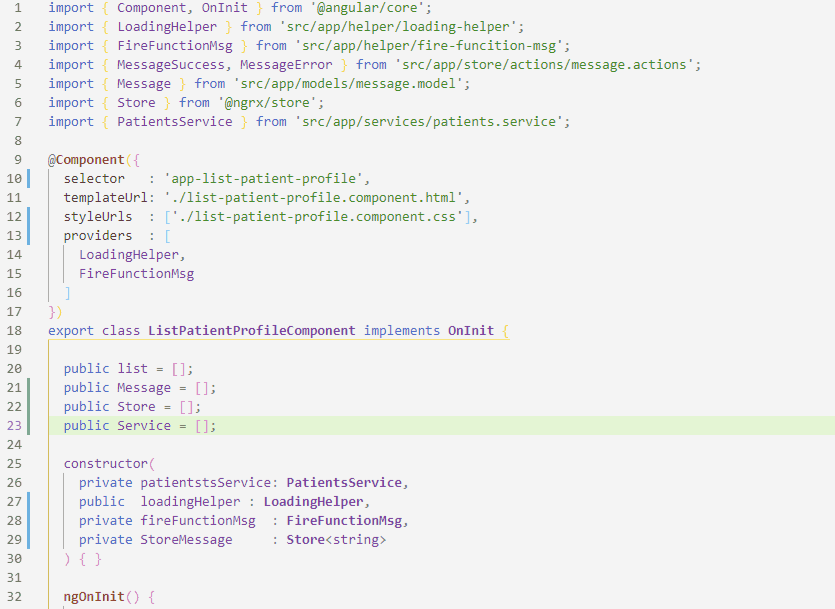 1 import { Component, OnInit } from '@angular/core';
2 import { LoadingHelper } from 'src/app/helper/loading-helper';
3 import { FireFunctionMsg } from 'src/app/helper/fire-funcition-msg';
4 import { MessageSuccess, MessageError } from 'src/app/store/actions/message.actions';
5 import { Message } from 'src/app/models/message.model';
6 import { Store } from '@ngrx/store';
7 import { PatientsService } from 'src/app/services/patients.service';
8
9 @Component({
10 selector   : 'app-list-patient-profile',
11 templateUrl: './list-patient-profile.component.html',
12 styleUrls  : ['./list-patient-profile.component.css'],
13 providers  : [
14 LoadingHelper,
15 FireFunctionMsg
16 ]
17 })
18 export class ListPatientProfileComponent implements OnInit {
19
20 public list = [];
21 public Message = [];
22 public Store = [];
23 public Service = [];
24
25 constructor(
26 private patientstsService: PatientsService,
27 public  loadingHelper : LoadingHelper,
28 private fireFunctionMsg  : FireFunctionMsg,
29 private StoreMessage     : Store<string>
30 ) { }
31
32 ngOnInit() {